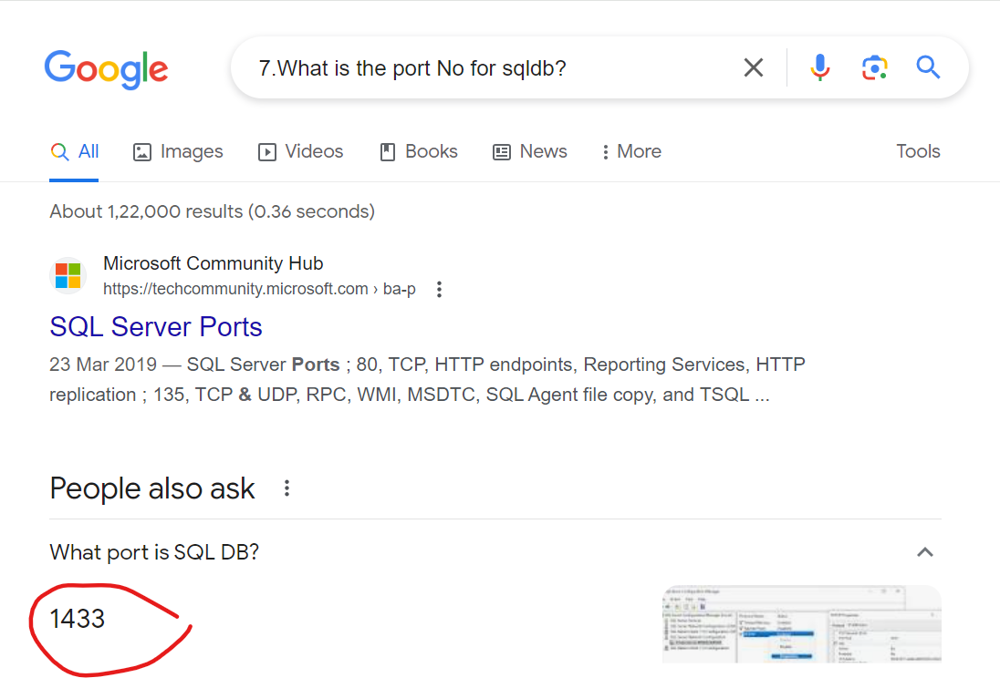 Google
7.What is the port No for sqldb?
All
Images
Videos
Books
News
More
Tools
About 1,22,000 results (0.36 seconds)
Microsoft Community Hub
https://techcommunity.microsoft.com › ba-p
SQL Server Ports
23 Mar 2019 — SQL Server Ports ; 80, TCP, HTTP endpoints, Reporting Services, HTTP
replication ; 135, TCP & UDP, RPC, WMI, MSDTC, SQL Agent file copy, and TSQL ...
People also ask
What port is SQL DB?
1433